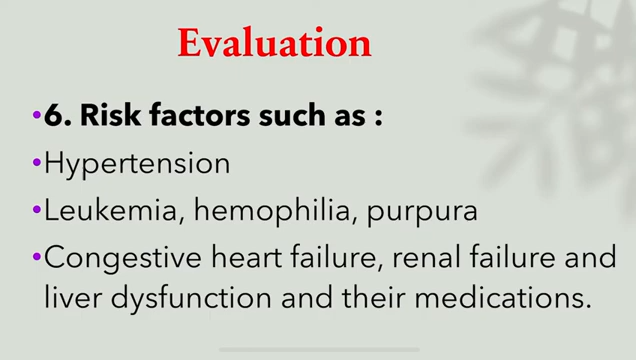 Evaluation
•6. Risk factors such as :
•Hypertension
•Leukemia, hemophilia, purpura
•Congestive heart failure, renal failure and
liver dysfunction and their medications.